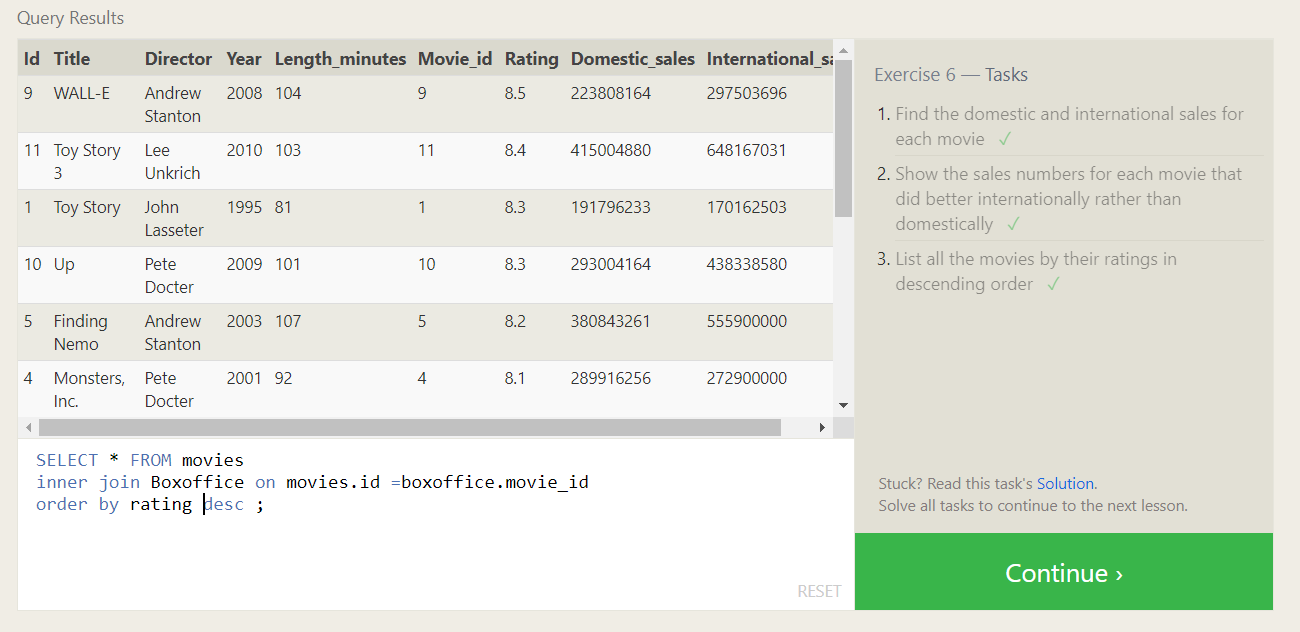 Query Results
Id Title Director Year Length_minutes Movie_id Rating Domestic_sales International_sa
9 WALL-E Andrew 2008 104 9 8.5 223808164 297503696
Stanton
11 Toy Story Lee 2010 103 11 8.4 415004880 648167031
3 Unkrich
1 Toy Story John 1995 81 1 8.3 191796233 170162503
Lasseter
10 Up Pete 2009 101 10 8.3 293004164 438338580
Docter
5 Finding Andrew 2003 107 5 8.2 380843261 555900000
Nemo Stanton
4 Monsters, Pete 2001 92 4 8.1 289916256 272900000
Inc. Docter
SELECT * FROM movies
inner join Boxoffice on movies.id =boxoffice.movie_id
order by rating desc ;
RESET
Exercise 6 — Tasks
1. Find the domestic and international sales for
each movie ✓
2. Show the sales numbers for each movie that
did better internationally rather than
domestically ✓
3. List all the movies by their ratings in
descending order ✓
Stuck? Read this task's Solution.
Solve all tasks to continue to the next lesson.
Continue ›